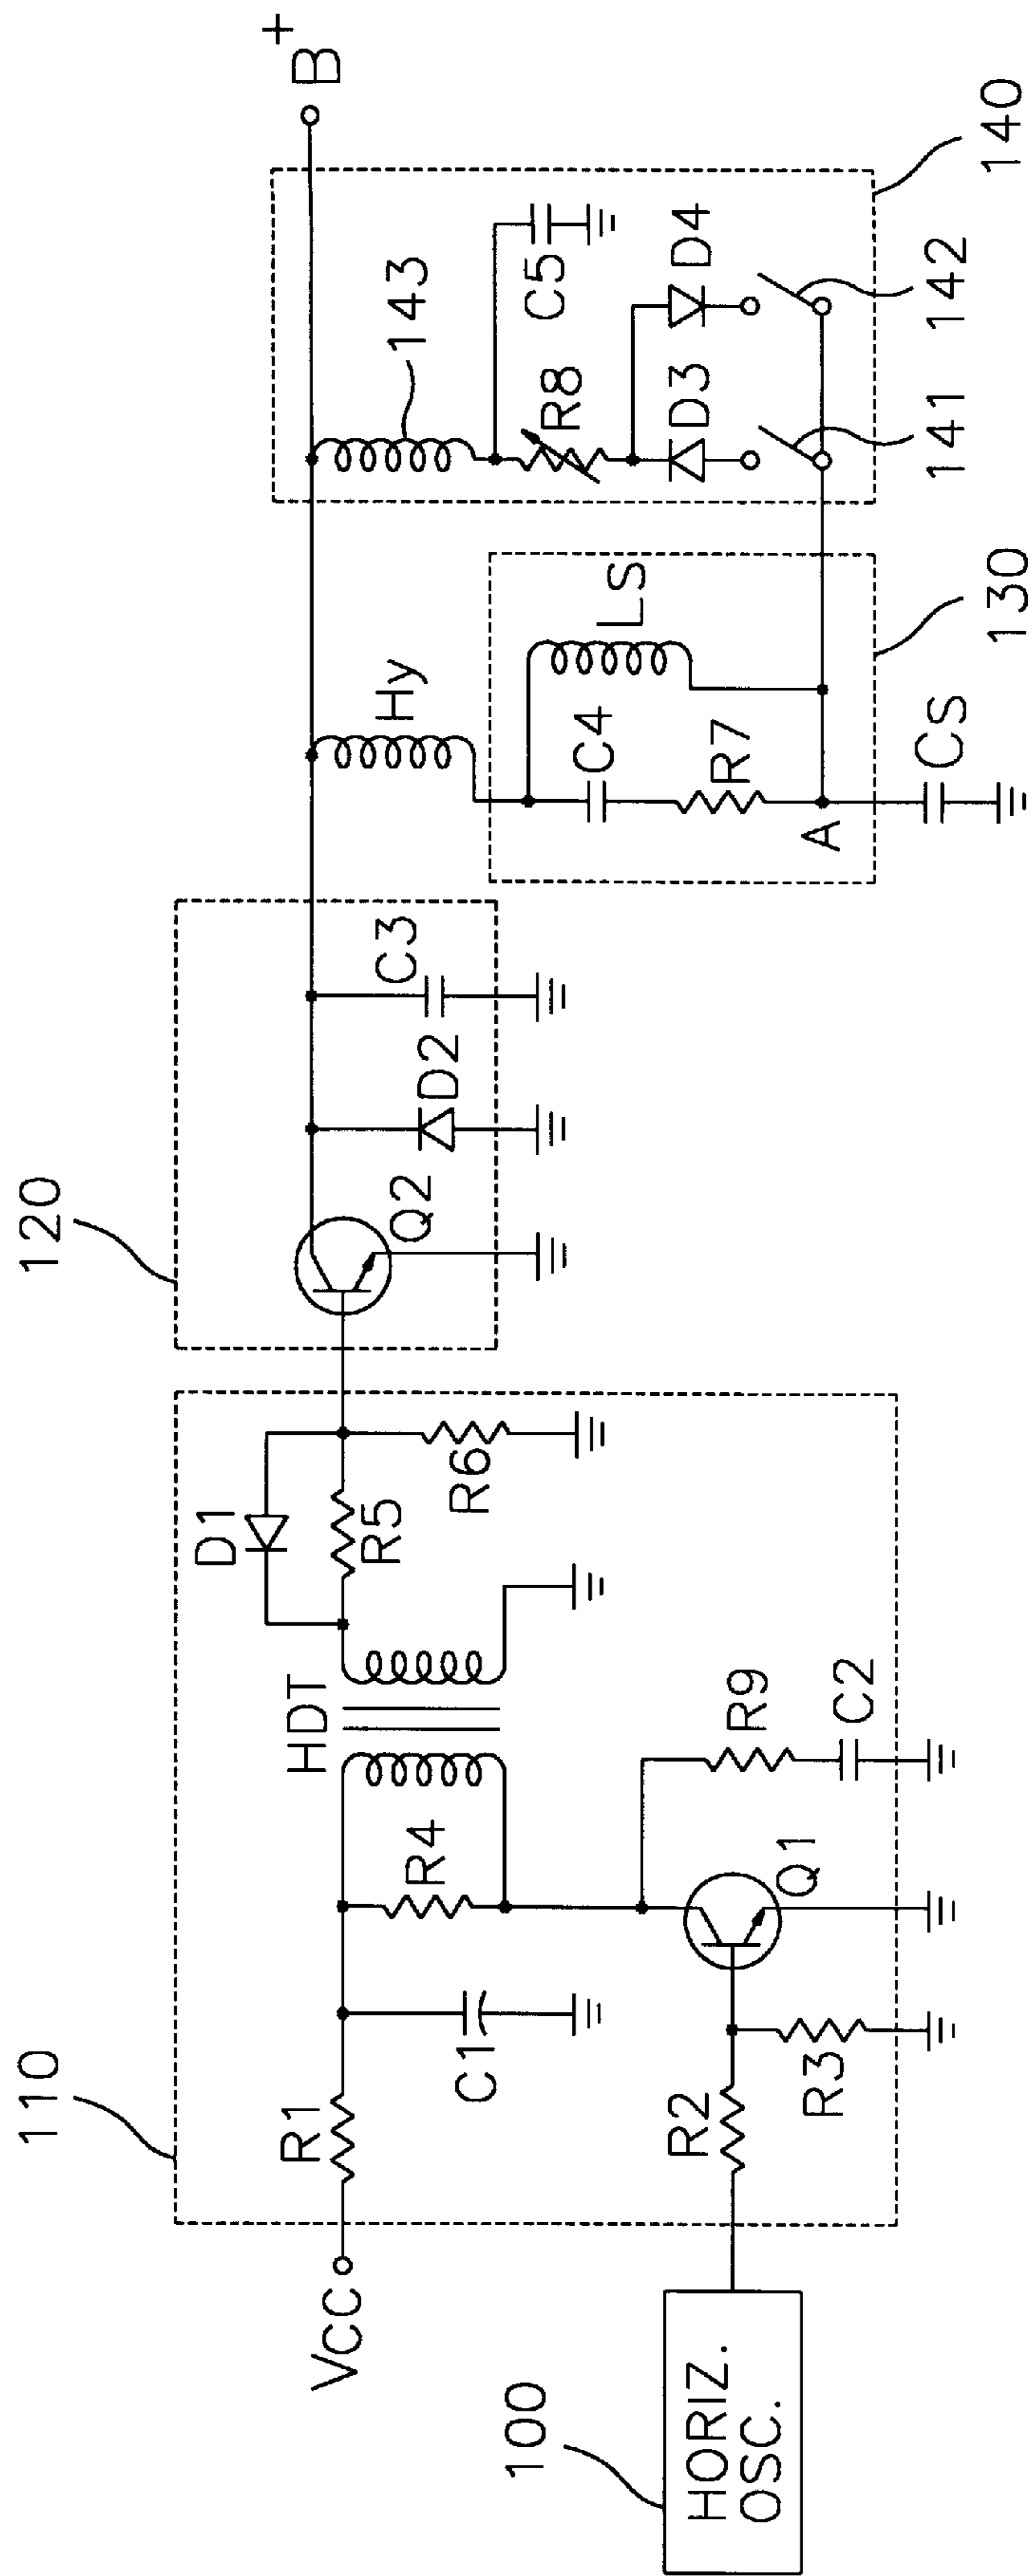 100
HORIZ.
OSC.
110
VCC
R1
C1
R2
R3
R4
Q1
HDT
R9
C2
D1
R5
R6
120
Q2
D2
C3
Hy
C4
R7
LS
A
CS
130
143
C5
R8
D3
D4
141
142
140
B+